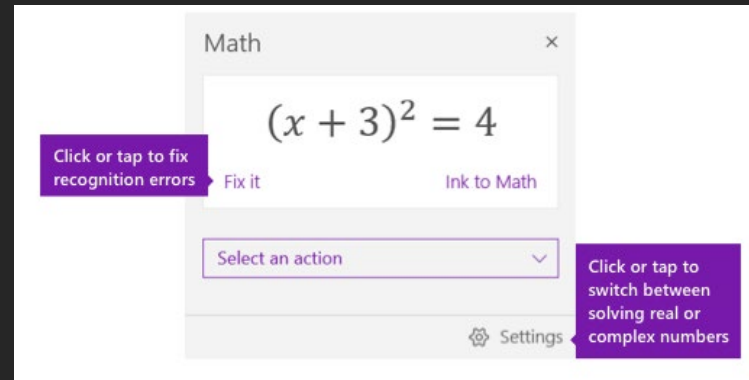 Math ×
(x + 3)² = 4
Click or tap to fix
recognition errors
Fix it Ink to Math
Select an action
Click or tap to
switch between
solving real or
complex numbers
Settings